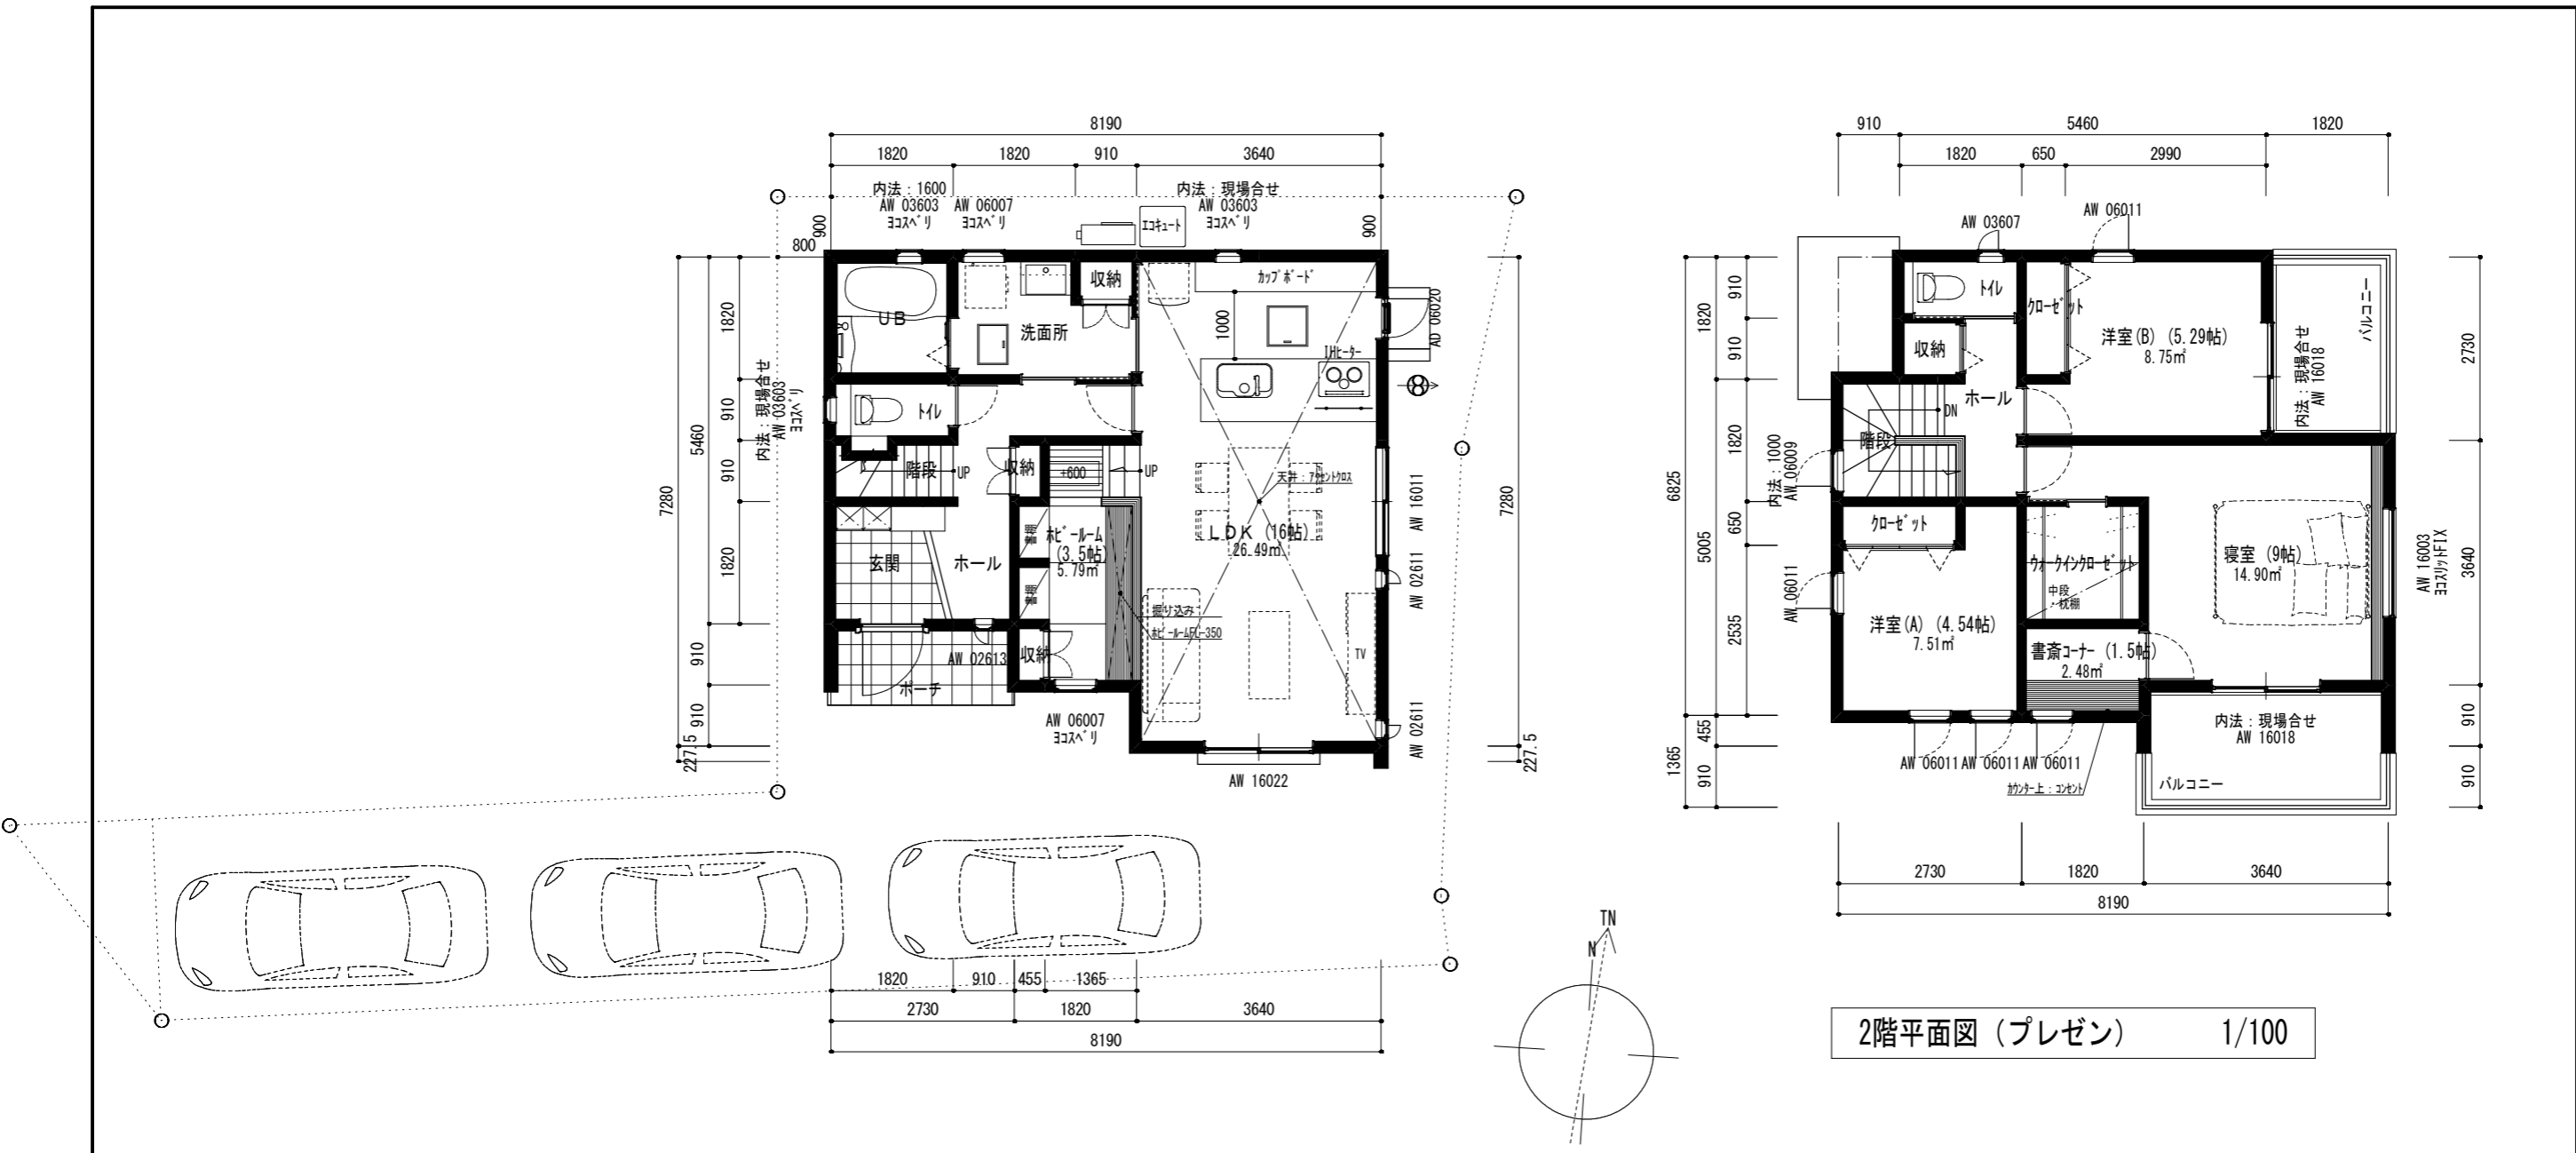 8190
1820 1820 910 3640
内法:1600
AW 03603
ヨコスベリ
AW 06007
ヨコスベリ
内法:現場合せ
AW 03603
ヨコスベリ
900
800
900
エコキュート
UB
洗面所
収納
カップボード
1000
IHヒーター
AD 06020
トイレ
階段
UP
収納
+600
UP
天井:アクセントクロス
LDK (16帖)
26.49㎡
玄関
ホール
書棚
書棚
ホビールーム
(3.5帖)
5.79㎡
掘り込み
ホビールームFL-350
収納
TV
ポーチ
AW 02613
AW 06007
ヨコスベリ
AW 16022
AW 16011
AW 02611
AW 02611
内法:現場合せ
AW 03603
ヨコスベリ
7280
5460
1820
910
910
1820
910
910
227.5
7280
227.5
1820 910 455 1365
2730 1820 3640
8190
N
TN
910 5460 1820
1820 650 2990
AW 03607
AW 06011
トイレ
収納
クローゼット
洋室(B) (5.29帖)
8.75㎡
バルコニー
内法:現場合せ
AW 16018
ホール
DN
階段
内法:1000
AW 06009
クローゼット
ウォークインクローゼット
中段
・枕棚
寝室 (9帖)
14.90㎡
AW 16003
ヨコスリットFIX
AW 06011
洋室(A) (4.54帖)
7.51㎡
書斎コーナー (1.5帖)
2.48㎡
AW 06011 AW 06011 AW 06011
カウンター上:コンセント
内法:現場合せ
AW 16018
バルコニー
6825
1365
1820
5005
455
910
910
910
1820
650
2535
2730
3640
910
910
2730 1820 3640
8190
2階平面図(プレゼン) 1/100